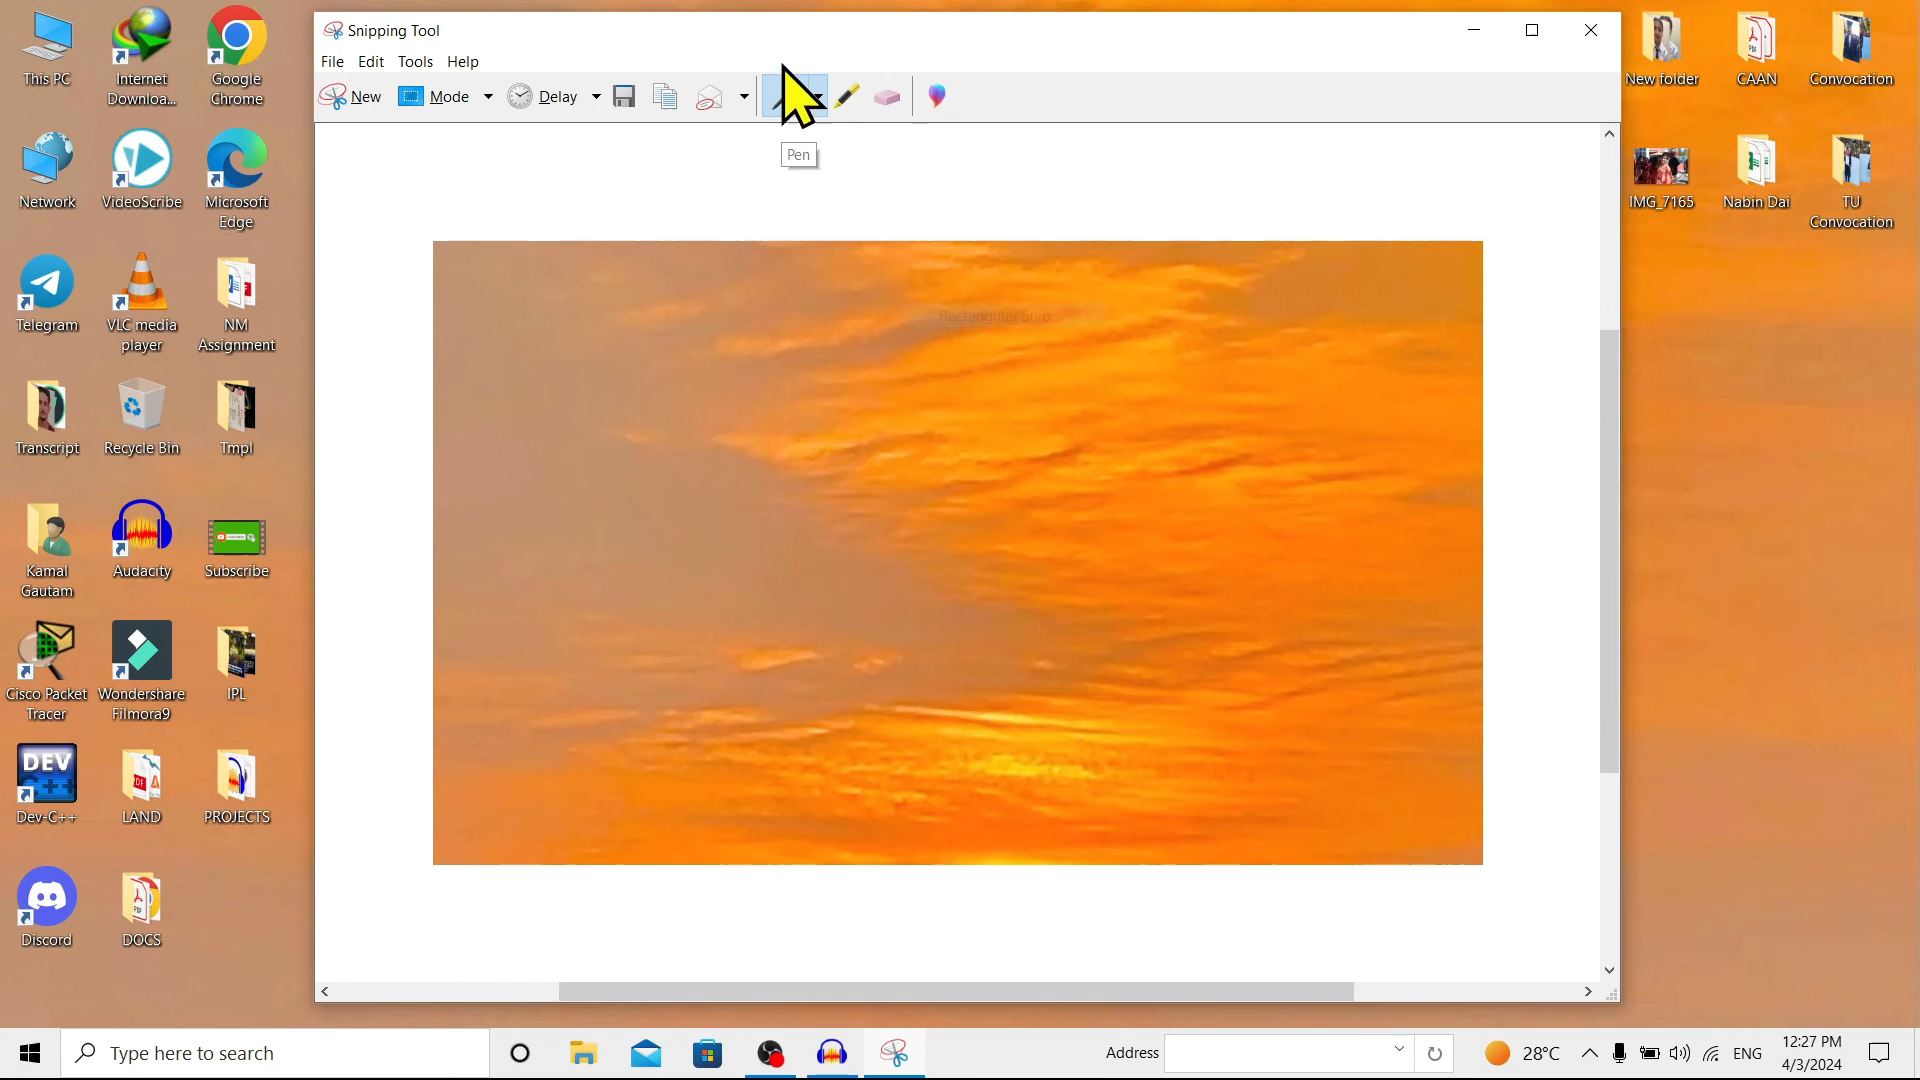 Snipping Tool
File Edit Tools Help
New Mode Delay
Pen
Rectangular Snip
This PC
Internet
Downloa...
Google
Chrome
Network
VideoScribe
Microsoft
Edge
Telegram
VLC media
player
NM
Assignment
Transcript
Recycle Bin
Tmpl
Kamal
Gautam
Audacity
Subscribe
Cisco Packet
Tracer
Wondershare
Filmora9
IPL
DEV
C++
Dev-C++
LAND
PROJECTS
Discord
DOCS
New folder
CAAN
Convocation
IMG_7165
Nabin Dai
TU
Convocation
Type here to search
Address
28°C
ENG
12:27 PM
4/3/2024